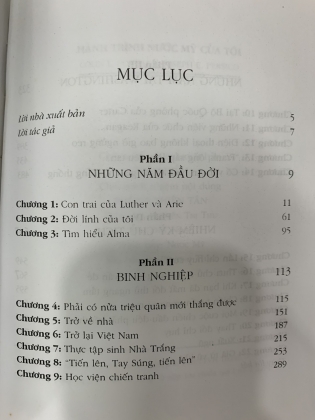 MỤC LỤC
Lời nhà xuất bản 5
Lời tác giả 7
Phần I
NHỮNG NĂM ĐẦU ĐỜI 9
Chương 1: Con trai của Luther và Arie 11
Chương 2: Đời lính của tôi 61
Chương 3: Tìm hiểu Alma 95
Phần II
BINH NGHIỆP 113
Chương 4: Phải có nửa triệu quân mới thắng được 115
Chương 5: Trở về nhà 151
Chương 6: Trở lại Việt Nam 187
Chương 7: Thực tập sinh Nhà Trắng 215
Chương 8: “Tiến lên, Tay Súng, tiến lên” 253
Chương 9: Học viện chiến tranh 289